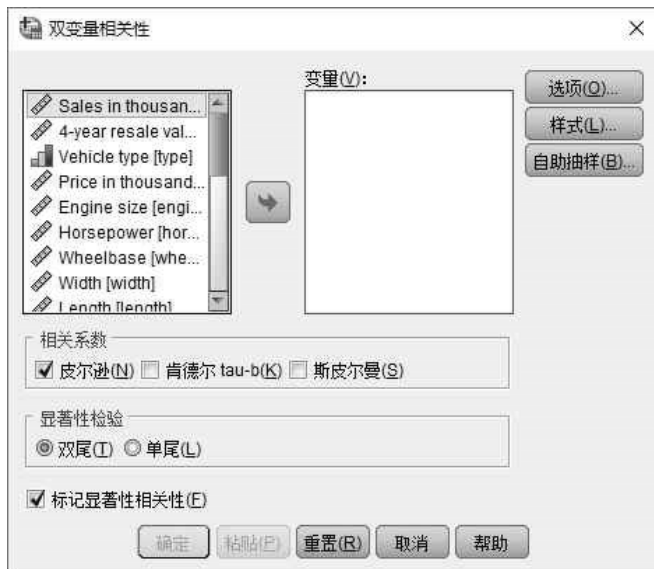 双变量相关性
变量(V):
Sales in thousan...
4-year resale val...
Vehicle type [type]
Price in thousand...
Engine size [engi...
Horsepower [hor...
Wheelbase [whe...
Width [width]
Length [length]
选项(O)...
样式(L)...
自助抽样(B)...
相关系数
皮尔逊(N) 肯德尔 tau-b(K) 斯皮尔曼(S)
显著性检验
双尾(T) 单尾(L)
标记显著性相关性(F)
确定 粘贴(P) 重置(R) 取消 帮助